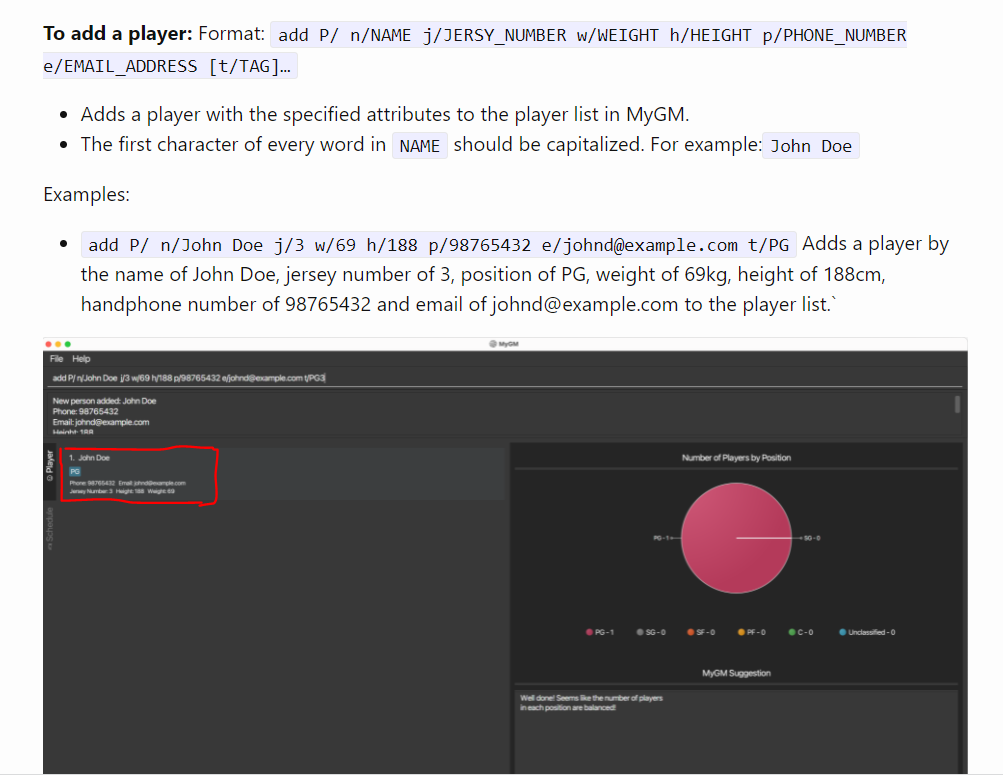 To add a player: Format: add P/ n/NAME j/JERSY_NUMBER w/WEIGHT h/HEIGHT p/PHONE_NUMBER
e/EMAIL_ADDRESS [t/TAG]…
Adds a player with the specified attributes to the player list in MyGM.
The first character of every word in NAME should be capitalized. For example: John Doe
Examples:
add P/ n/John Doe j/3 w/69 h/188 p/98765432 e/johnd@example.com t/PG Adds a player by
the name of John Doe, jersey number of 3, position of PG, weight of 69kg, height of 188cm,
handphone number of 98765432 and email of johnd@example.com to the player list.`
MyGM
File Help
add P/ n/John Doe j/3 w/69 h/188 p/98765432 e/johnd@example.com t/PG3
New person added: John Doe
Phone: 98765432
Email: johnd@example.com
Height: 188
Player
Schedule
1. John Doe
PG
Phone: 98765432 Email: johnd@example.com
Jersey Number: 3 Height: 188 Weight: 69
Number of Players by Position
PG - 1
SG - 0
PG - 1 SG - 0 SF - 0 PF - 0 C - 0 Unclassified - 0
MyGM Suggestion
Well done! Seems like the number of players
in each position are balanced!